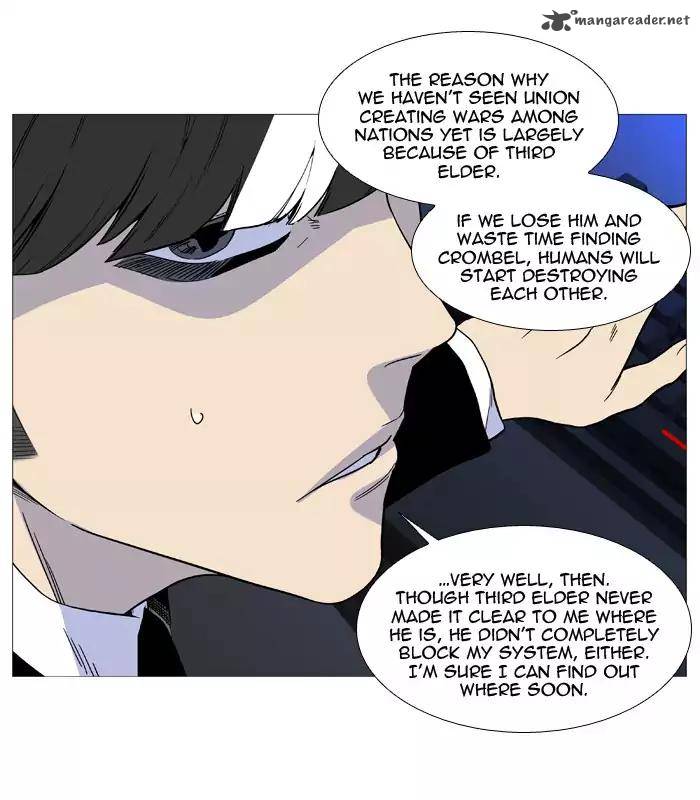 mangareader.net
THE REASON WHY
WE HAVEN'T SEEN UNION
CREATING WARS AMONG
NATIONS YET IS LARGELY
BECAUSE OF THIRD
ELDER.
IF WE LOSE HIM AND
WASTE TIME FINDING
CROMBEL, HUMANS WILL
START DESTROYING
EACH OTHER.
...VERY WELL, THEN.
THOUGH THIRD ELDER NEVER
MADE IT CLEAR TO ME WHERE
HE IS, HE DIDN'T COMPLETELY
BLOCK MY SYSTEM, EITHER.
I'M SURE I CAN FIND OUT
WHERE SOON.